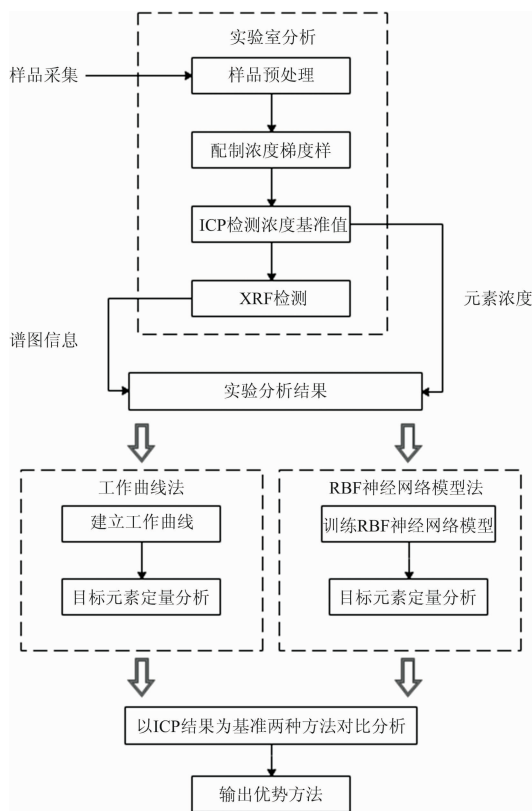 实验室分析
样品采集
样品预处理
配制浓度梯度样
ICP检测浓度基准值
XRF检测
元素浓度
谱图信息
实验分析结果
工作曲线法
建立工作曲线
目标元素定量分析
RBF神经网络模型法
训练RBF神经网络模型
目标元素定量分析
以ICP结果为基准两种方法对比分析
输出优势方法